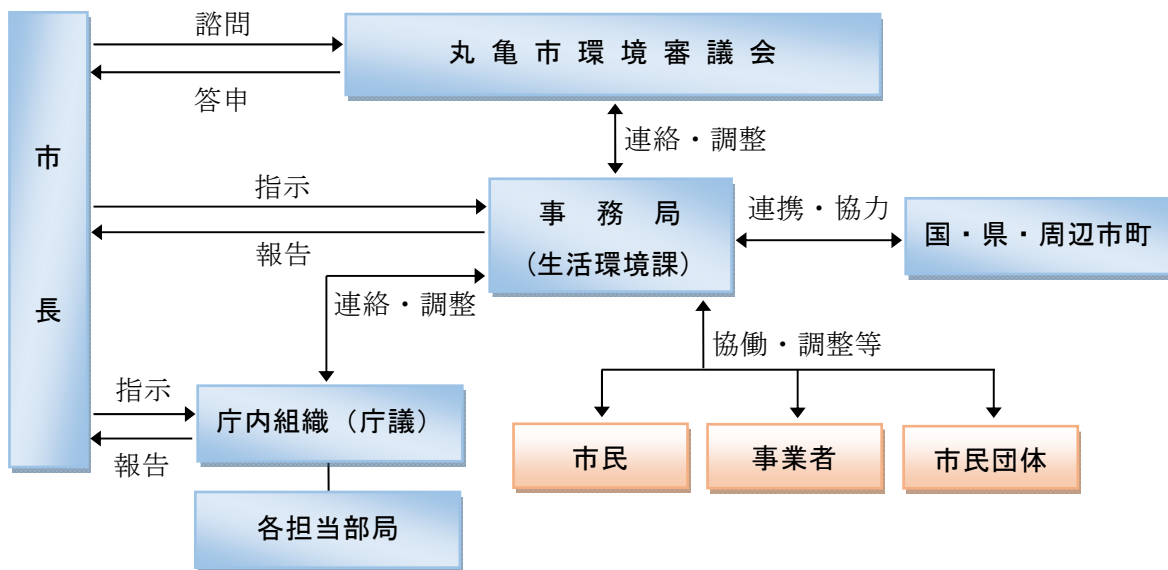 諮問
丸亀市環境審議会
答申
市長
連絡・調整
指示
事務局
(生活環境課)
連携・協力
国・県・周辺市町
報告
連絡・調整
協働・調整等
指示
庁内組織(庁議)
報告
市民
事業者
市民団体
各担当部局